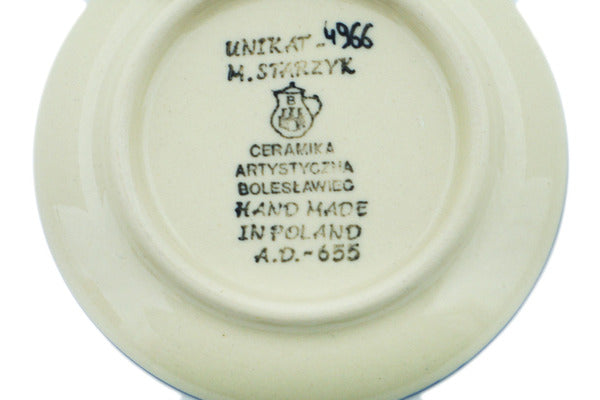 UNIKAT - 4966
M. STARZYK
B
CERAMIKA
ARTYSTYCZNA
BOLESŁAWIEC
HAND MADE
IN POLAND
A.D.-655